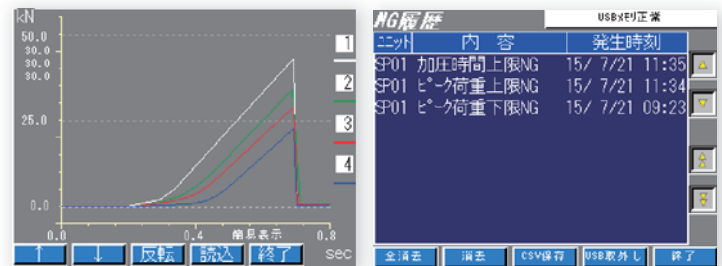 kN
50.0
30.0
30.0
30.0
25.0
0.0
0.0
0.4
簡易表示
0.8
1
2
3
4
↑
↓
反転
読込
終了
sec
NG履歴
USBメモリ正常
ユニット 内 容 発生時刻
SP01 加圧時間上限NG 15/ 7/21 11:35
SP01 ピーク荷重上限NG 15/ 7/21 11:34
SP01 ピーク荷重下限NG 15/ 7/21 09:23
全消去
消去
CSV保存
USB取外し
終了